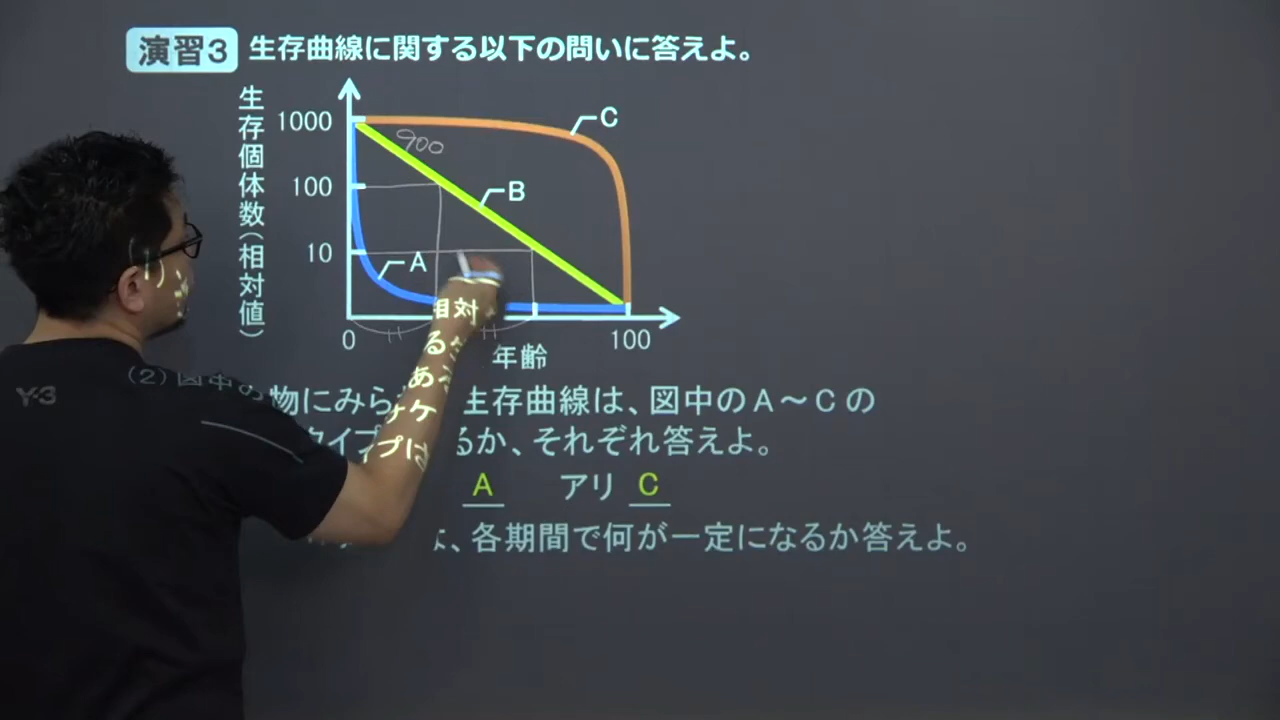 演習3 生存曲線に関する以下の問いに答えよ。
生存個体数(相対値)
1000
100
10
900
C
B
A
0
100
年齢
(2) 図中の
物にみら
生存曲線は、図中のA～Cの
タイプ
るか、それぞれ答えよ。
A アリ C
、各期間で何が一定になるか答えよ。
Y-3